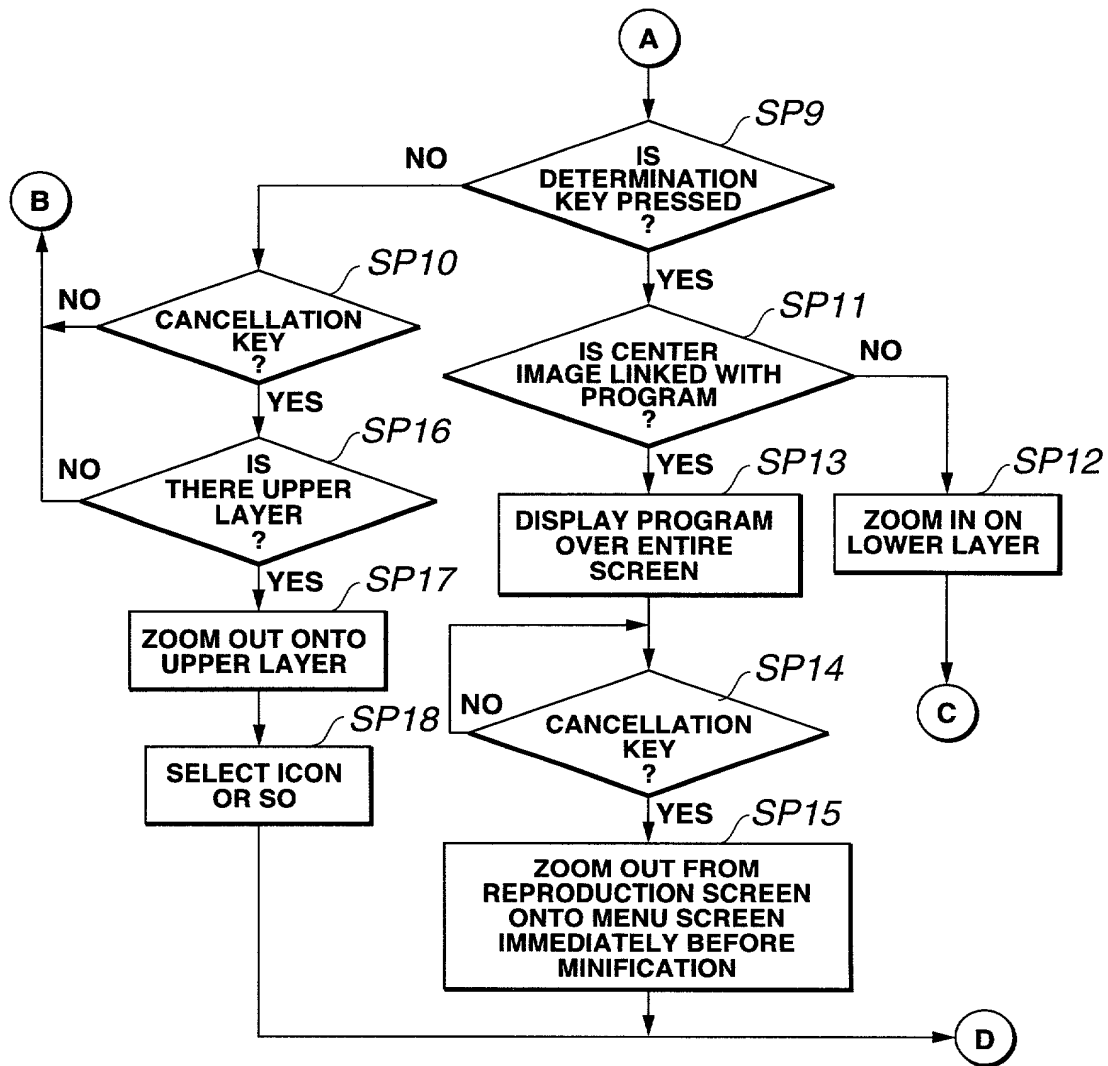 A
SP9
NO
IS
DETERMINATION
KEY PRESSED
?
B
SP10
YES
SP11
NO
CANCELLATION
KEY
?
IS CENTER
IMAGE LINKED WITH
PROGRAM
?
NO
YES
SP16
NO
IS
THERE UPPER
LAYER
?
YES
SP13
SP12
DISPLAY PROGRAM
OVER ENTIRE
SCREEN
ZOOM IN ON
LOWER LAYER
YES
SP17
ZOOM OUT ONTO
UPPER LAYER
SP14
NO
CANCELLATION
KEY
?
C
SP18
SELECT ICON
OR SO
YES
SP15
ZOOM OUT FROM
REPRODUCTION SCREEN
ONTO MENU SCREEN
IMMEDIATELY BEFORE
MINIFICATION
D